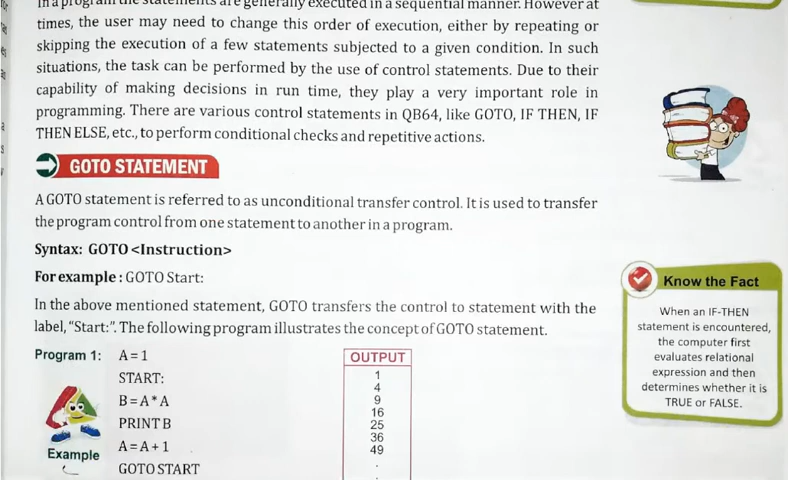 In a program the statements are generally executed in a sequential manner. However at
times, the user may need to change this order of execution, either by repeating or
skipping the execution of a few statements subjected to a given condition. In such
situations, the task can be performed by the use of control statements. Due to their
capability of making decisions in run time, they play a very important role in
programming. There are various control statements in QB64, like GOTO, IF THEN, IF
THEN ELSE, etc., to perform conditional checks and repetitive actions.
GOTO STATEMENT
A GOTO statement is referred to as unconditional transfer control. It is used to transfer
the program control from one statement to another in a program.
Syntax: GOTO <Instruction>
For example : GOTO Start:
In the above mentioned statement, GOTO transfers the control to statement with the
label, "Start:". The following program illustrates the concept of GOTO statement.
Program 1: A = 1
START:
B = A * A
PRINT B
A = A + 1
GOTO START
Example
OUTPUT
1
4
9
16
25
36
49
.
.
Know the Fact
When an IF-THEN
statement is encountered,
the computer first
evaluates relational
expression and then
determines whether it is
TRUE or FALSE.